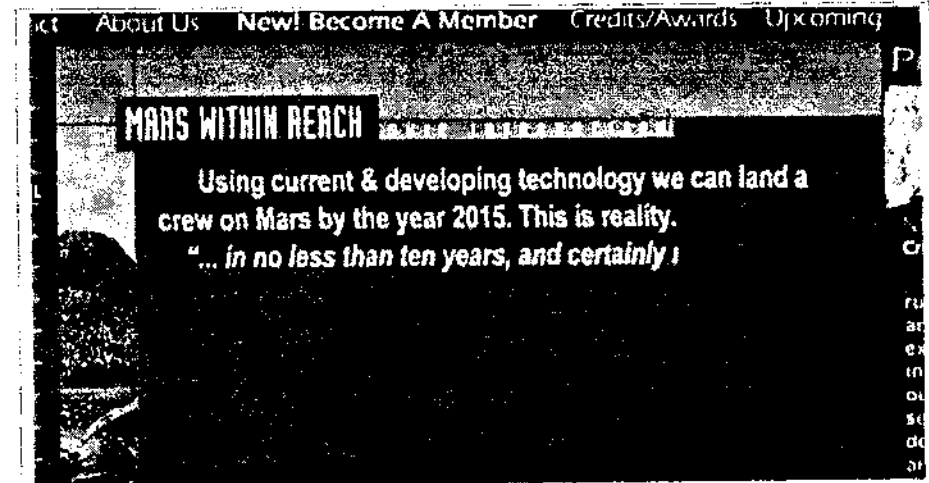 About Us New! Become A Member Credits/Awards Upcoming
MARS WITHIN REACH
Using current & developing technology we can land a
crew on Mars by the year 2015. This is reality.
"... in no less than ten years, and certainly